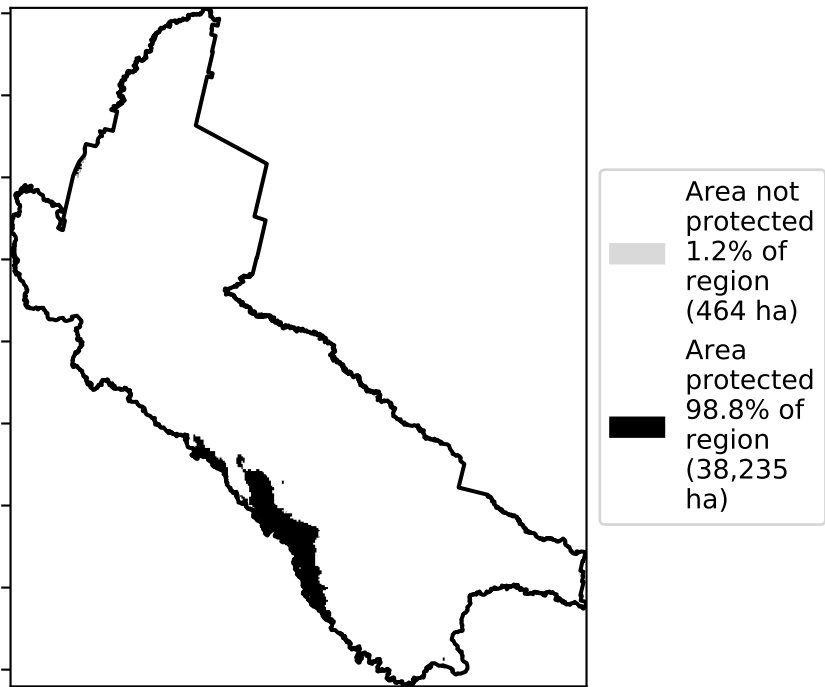 Area not
protected
1.2% of
region
(464 ha)
Area
protected
98.8% of
region
(38,235
ha)